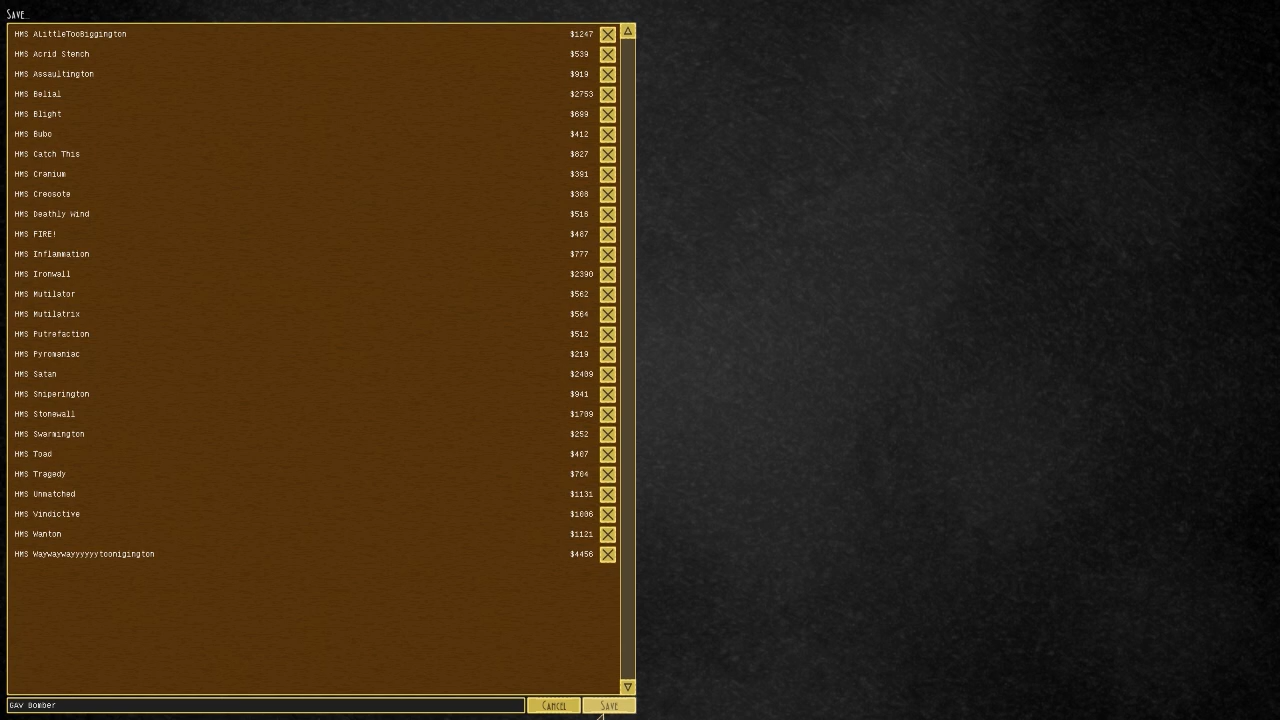 Save...
HMS ALittleTooBiggington $1247
HMS Acrid Stench $539
HMS Assaultington $919
HMS Belial $2753
HMS Blight $699
HMS Bubo $412
HMS Catch This $827
HMS Cranium $391
HMS Creosote $308
HMS Deathly Wind $516
HMS FIRE! $487
HMS Inflammation $777
HMS Ironwall $2390
HMS Mutilator $562
HMS Mutilatrix $564
HMS Putrefaction $512
HMS Pyromaniac $219
HMS Satan $2409
HMS Sniperington $941
HMS Stonewall $1709
HMS Swarmington $252
HMS Toad $407
HMS Tragedy $704
HMS Unmatched $1131
HMS Vindictive
HMS Wanton $1121
HMS Waywaywayyyyyytoonigington $4456
GAV Bomber Cancel Save